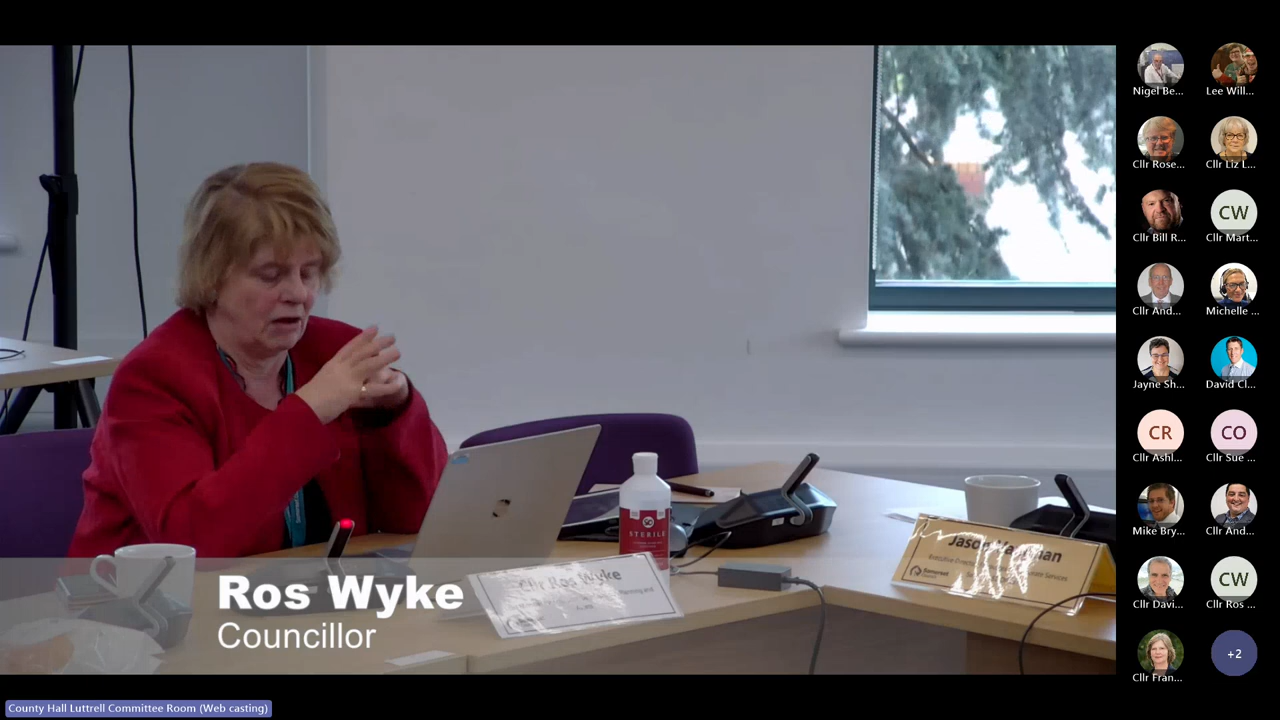 Nigel Be...
Lee Will...
Cllr Rose...
Cllr Liz L...
Cllr Bill R...
CW
Cllr Mart...
Cllr And...
Michelle ...
Jayne Sh...
David Cl...
CR
Cllr Ashl...
CO
Cllr Sue ...
Mike Bry...
Cllr And...
Cllr Davi...
CW
Cllr Ros ...
Cllr Fran...
+2
STERILE
Cllr Ros Wyke
Somerset
Ros Wyke
Councillor
County Hall Luttrell Committee Room (Web casting)